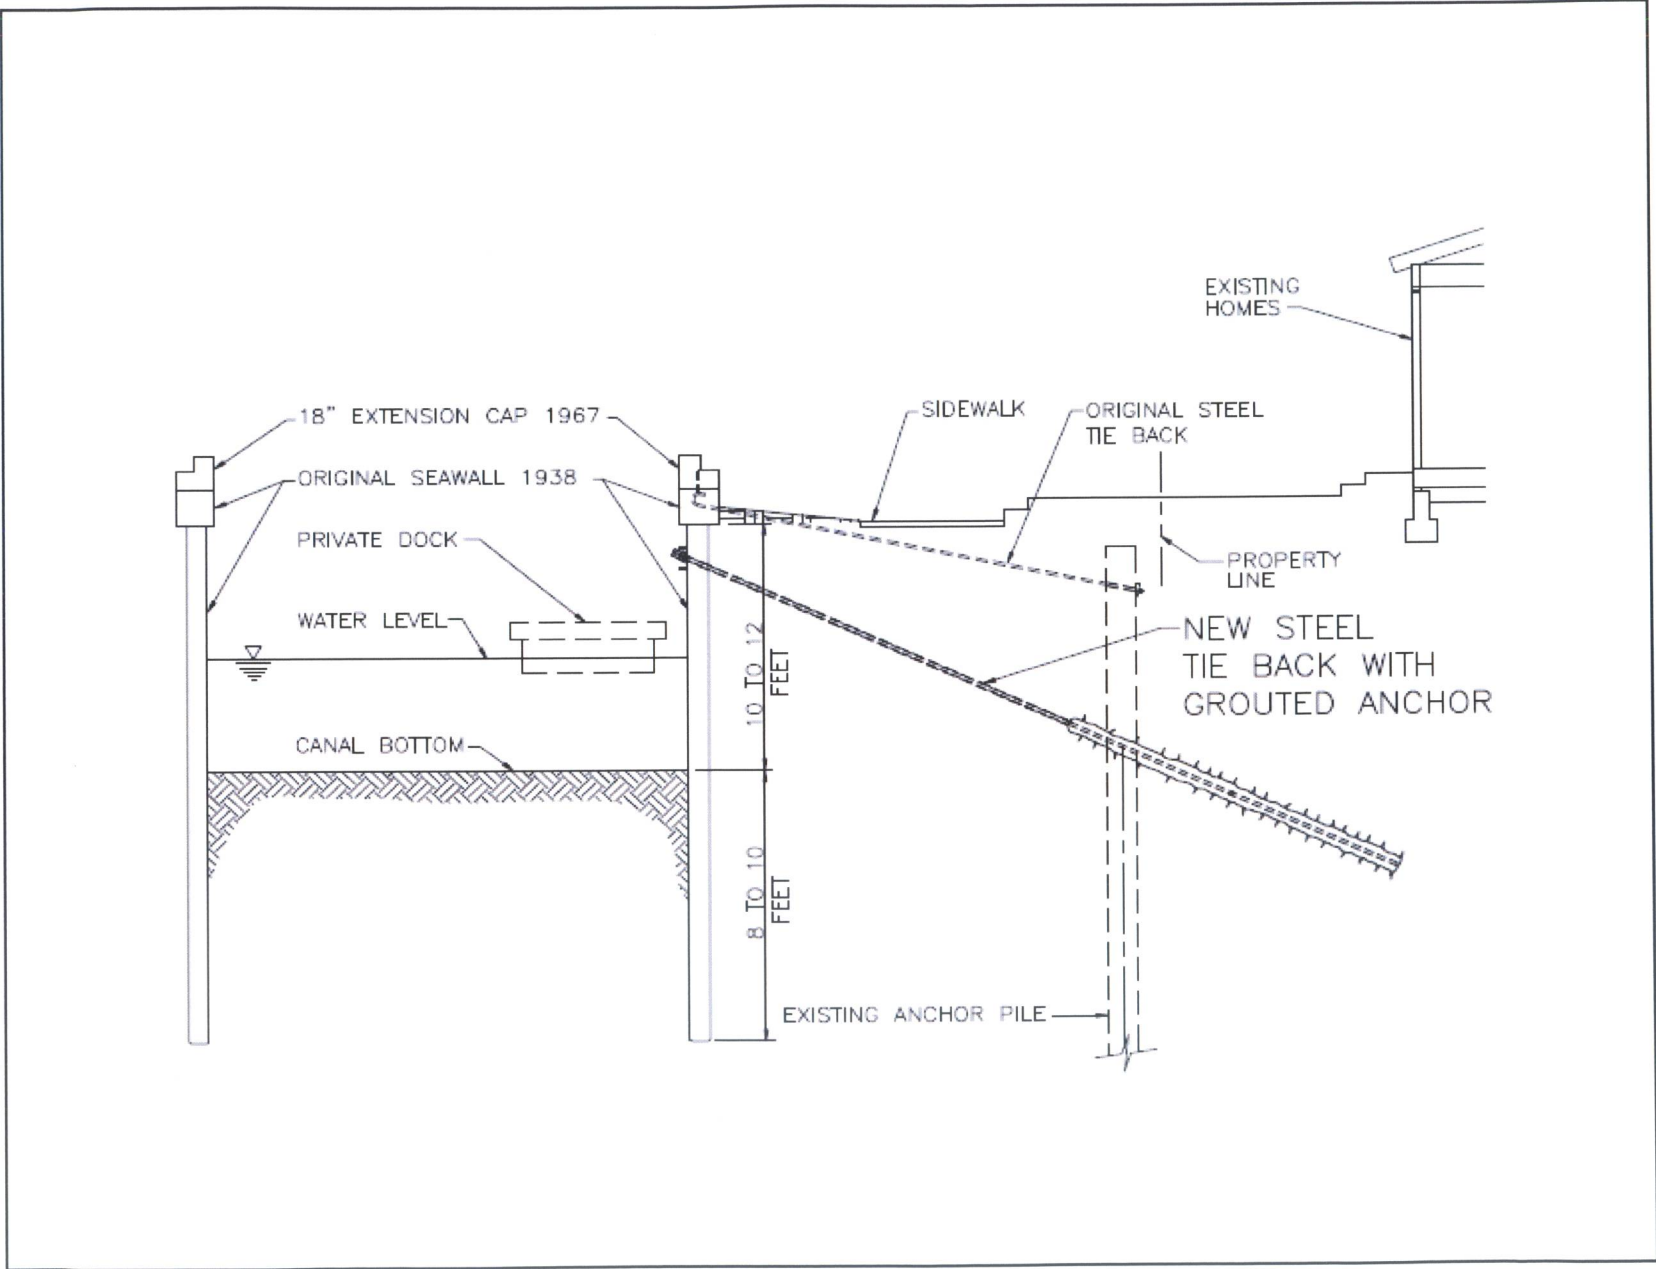 EXISTING
HOMES
18" EXTENSION CAP 1967
SIDEWALK
ORIGINAL STEEL
TIE BACK
ORIGINAL SEAWALL 1938
PRIVATE DOCK
PROPERTY
LINE
WATER LEVEL
NEW STEEL
TIE BACK WITH
GROUTED ANCHOR
10 TO 12
FEET
CANAL BOTTOM
8 TO 10
FEET
EXISTING ANCHOR PILE